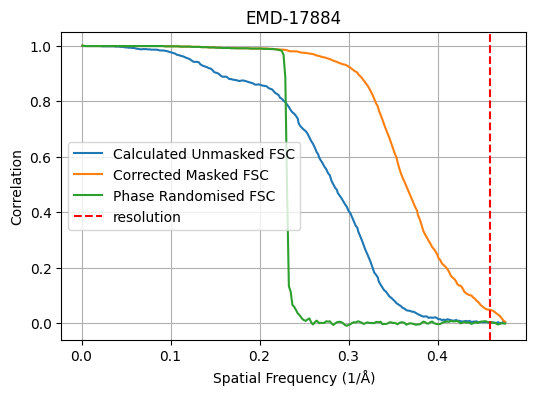 EMD-17884
1.0
0.8
0.6
0.4
0.2
0.0
Correlation
Calculated Unmasked FSC
Corrected Masked FSC
Phase Randomised FSC
resolution
0.0 0.1 0.2 0.3 0.4
Spatial Frequency (1/Å)